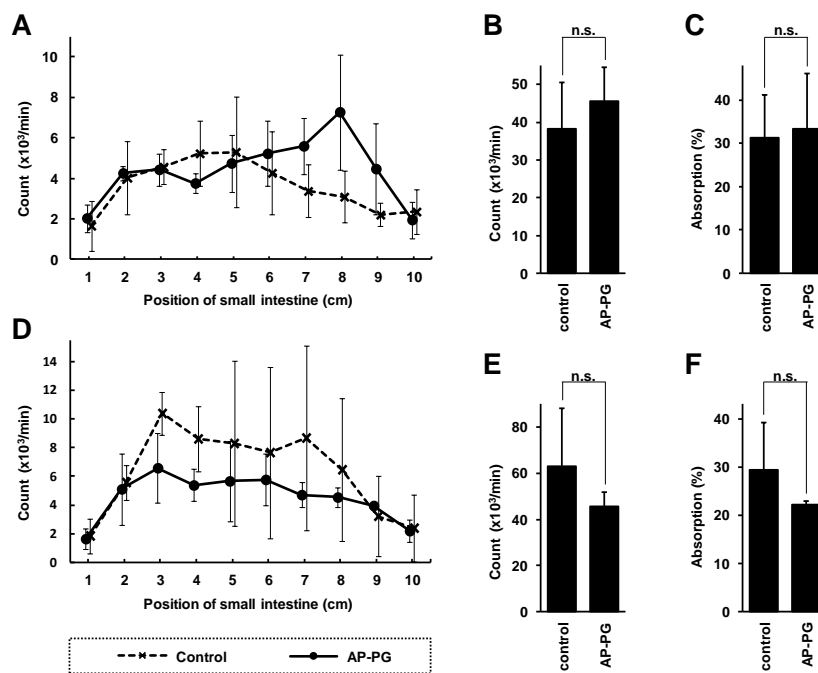 A
Count (x10³/min)
10
8
6
4
2
0
1 2 3 4 5 6 7 8 9 10
Position of small intestine (cm)
B
n.s.
Count (x10³/min)
50
40
30
20
10
0
control AP-PG
C
n.s.
Absorption (%)
40
30
20
10
0
control AP-PG
D
Count (x10³/min)
14
12
10
8
6
4
2
0
1 2 3 4 5 6 7 8 9 10
Position of small intestine (cm)
Control AP-PG
E
n.s.
Count (x10³/min)
80
60
40
20
0
control AP-PG
F
n.s.
Absorption (%)
40
30
20
10
0
control AP-PG